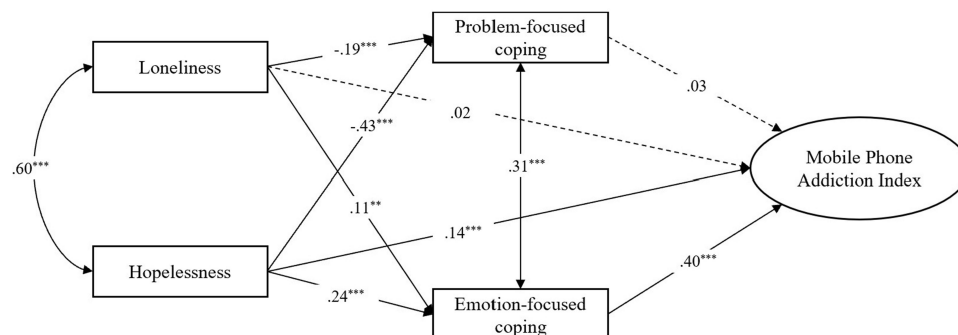 Problem-focused
coping
-.19***
Loneliness
.03
.02
-.43***
Mobile Phone
Addiction Index
.60***
.31***
.11**
.14***
Hopelessness
.40***
.24***
Emotion-focused
coping